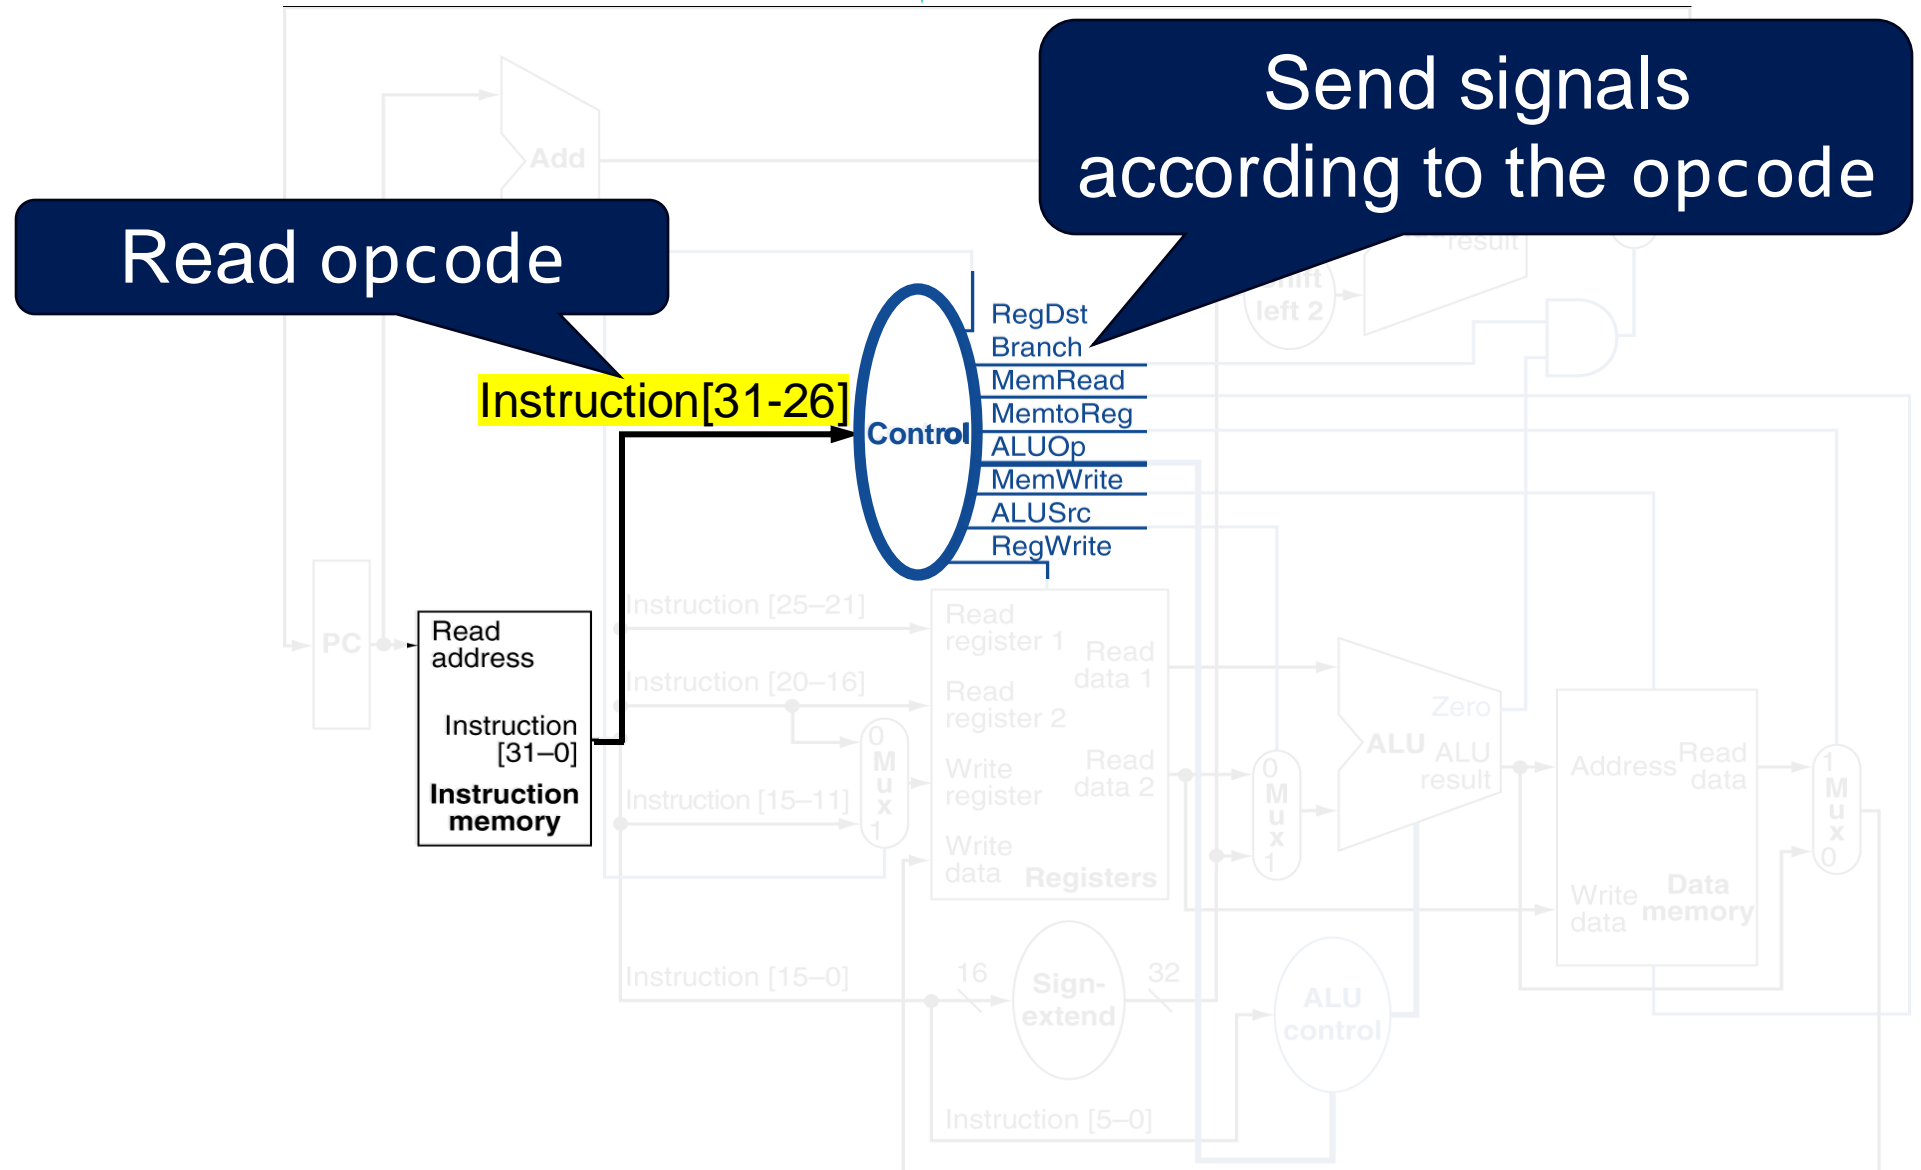 Send signals
according to the opcode
Add
Read opcode
result
left 2
RegDst
Branch
MemRead
MemtoReg
ALUOp
MemWrite
ALUSrc
RegWrite
Instruction[31-26]
Control
PC
Read
address
Instruction
[31–0]
Instruction
memory
Instruction [25–21]
Instruction [20–16]
Instruction [15–11]
Instruction [15–0]
Instruction [5–0]
0
M
u
x
1
Read
register 1
Read
register 2
Write
register
Write
data
Read
data 1
Read
data 2
Registers
16
Sign-
extend
32
0
M
u
x
1
Zero
ALU
ALU
result
ALU
control
Address
Read
data
Write
data
Data
memory
1
M
u
x
0